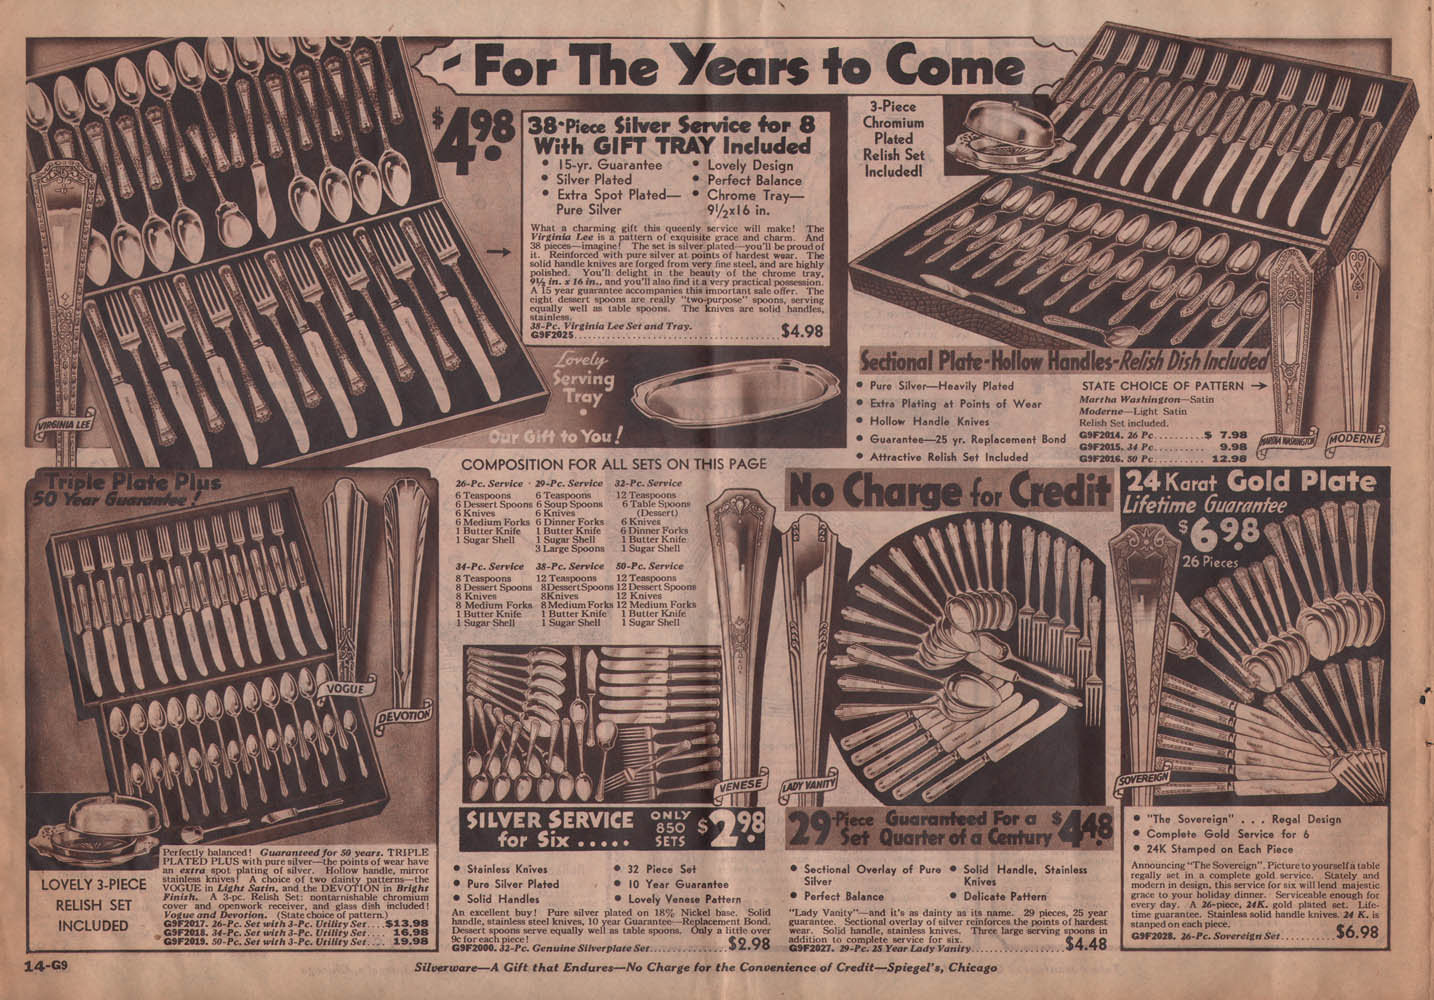 For The Years to Come
$4.98
38-Piece Silver Service for 8
With GIFT TRAY Included
• 15-yr. Guarantee
• Silver Plated
• Extra Spot Plated—
Pure Silver
• Lovely Design
• Perfect Balance
• Chrome Tray—
9½x16 in.
What a charming gift this queenly service will make! The
Virginia Lee is a pattern of exquisite grace and charm. And
38 pieces—imagine! The set is silver plated—you'll be proud of
it. Reinforced with pure silver at points of hardest wear. The
solid handle knives are forged from very fine steel, and are highly
polished. You'll delight in the beauty of the chrome tray,
9½ in. x 16 in., and you'll also find it a very practical possession.
A 15 year guarantee accompanies this important sale offer. The
eight dessert spoons are really "two-purpose" spoons, serving
equally well as table spoons. The knives are solid handles,
stainless.
38-Pc. Virginia Lee Set and Tray.
G9F2025 $4.98
VIRGINIA LEE
Lovely
Serving
Tray
•
Our Gift to You!
3-Piece
Chromium
Plated
Relish Set
Included!
Sectional Plate-Hollow Handles-Relish Dish Included
• Pure Silver—Heavily Plated
• Extra Plating at Points of Wear
• Hollow Handle Knives
• Guarantee—25 yr. Replacement Bond
• Attractive Relish Set Included
STATE CHOICE OF PATTERN →
Martha Washington—Satin
Moderne—Light Satin
Relish Set included.
G9F2014. 26 Pc. $ 7.98
G9F2015. 34 Pc. 9.98
G9F2016. 50 Pc. 12.98
MARTHA WASHINGTON
MODERNE
Triple Plate Plus
50 Year Guarantee!
VOGUE
DEVOTION
LOVELY 3-PIECE
RELISH SET
INCLUDED
Perfectly balanced! Guaranteed for 50 years. TRIPLE
PLATED PLUS with pure silver—the points of wear have
an extra spot plating of silver. Hollow handle, mirror
stainless knives! A choice of two dainty patterns—the
VOGUE in Light Satin, and the DEVOTION in Bright
Finish. A 3-pc. Relish Set: nontarnishable chromium
cover and openwork receiver, and glass dish included!
Vogue and Devotion. (State choice of pattern.)
G9F2017. 26-Pc. Set with 3-Pc. Utility Set $13.98
G9F2018. 34-Pc. Set with 3-Pc. Utility Set 16.98
G9F2019. 50-Pc. Set with 3-Pc. Utility Set 19.98
COMPOSITION FOR ALL SETS ON THIS PAGE
26-Pc. Service
6 Teaspoons
6 Dessert Spoons
6 Knives
6 Medium Forks
1 Butter Knife
1 Sugar Shell
29-Pc. Service
6 Teaspoons
6 Soup Spoons
6 Knives
6 Dinner Forks
1 Butter Knife
1 Sugar Shell
3 Large Spoons
32-Pc. Service
12 Teaspoons
6 Table Spoons
(Dessert)
6 Knives
6 Dinner Forks
1 Butter Knife
1 Sugar Shell
34-Pc. Service
8 Teaspoons
8 Dessert Spoons
8 Knives
8 Medium Forks
1 Butter Knife
1 Sugar Shell
38-Pc. Service
12 Teaspoons
8 Dessert Spoons
8 Knives
8 Medium Forks
1 Butter Knife
1 Sugar Shell
50-Pc. Service
12 Teaspoons
12 Dessert Spoons
12 Knives
12 Medium Forks
1 Butter Knife
1 Sugar Shell
VENESE
SILVER SERVICE
for Six .....
ONLY
850
SETS
$2.98
• Stainless Knives
• Pure Silver Plated
• Solid Handles
• 32 Piece Set
• 10 Year Guarantee
• Lovely Venese Pattern
An excellent buy! Pure silver plated on 18% Nickel base. Solid
handle, stainless steel knives, 10 year Guarantee—Replacement Bond.
Dessert spoons serve equally well as table spoons. Only a little over
9c for each piece!
G9F2000. 32-Pc. Genuine Silverplate Set $2.98
No Charge for Credit
LADY VANITY
29-Piece Guaranteed For a
Set Quarter of a Century
$4.48
• Sectional Overlay of Pure
Silver
• Perfect Balance
• Solid Handle, Stainless
Knives
• Delicate Pattern
"Lady Vanity"—and it's as dainty as its name. 29 pieces, 25 year
guarantee. Sectional overlay of silver reinforces the points of hardest
wear. Solid handle, stainless knives. Three large serving spoons in
addition to complete service for six.
G9F2027. 29-Pc. 25 Year Lady Vanity $4.48
24 Karat Gold Plate
Lifetime Guarantee
$6.98
26 Pieces
SOVEREIGN
• "The Sovereign" . . . Regal Design
• Complete Gold Service for 6
• 24K Stamped on Each Piece
Announcing "The Sovereign". Picture to yourself a table
regally set in a complete gold service. Stately and
modern in design, this service for six will lend majestic
grace to your holiday dinner. Serviceable enough for
every day. A 26-piece, 24K. gold plated set. Life-
time guarantee. Stainless solid handle knives. 24 K. is
stamped on each piece.
G9F2028. 26-Pc. Sovereign Set $6.98
14-G9
Silverware—A Gift that Endures—No Charge for the Convenience of Credit—Spiegel's, Chicago